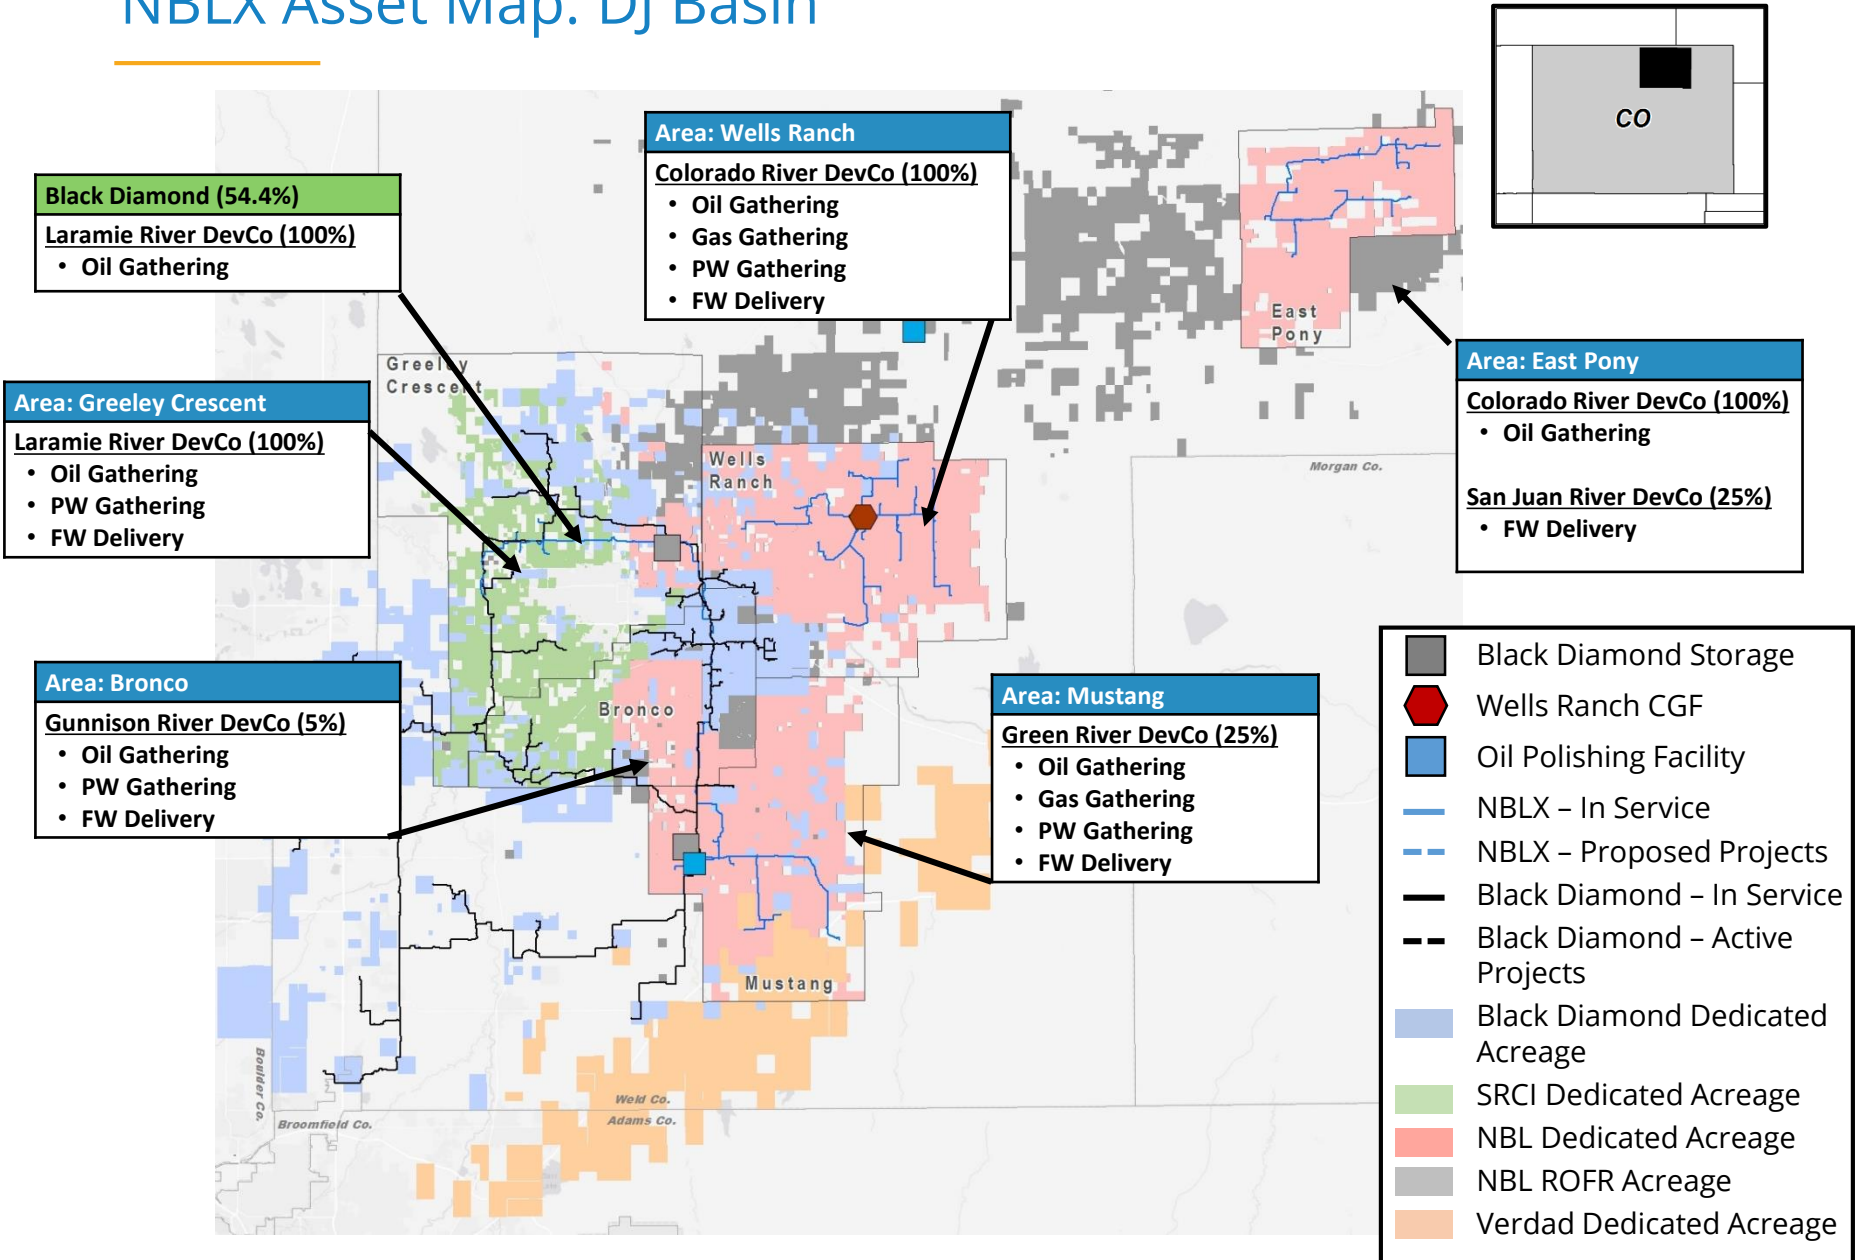 NBLX Asset Map: DJ Basin
CO
Area: Wells Ranch
Colorado River DevCo (100%)
• Oil Gathering
• Gas Gathering
• PW Gathering
• FW Delivery
Black Diamond (54.4%)
Laramie River DevCo (100%)
• Oil Gathering
Area: Greeley Crescent
Laramie River DevCo (100%)
• Oil Gathering
• PW Gathering
• FW Delivery
Area: Bronco
Gunnison River DevCo (5%)
• Oil Gathering
• PW Gathering
• FW Delivery
Area: Mustang
Green River DevCo (25%)
• Oil Gathering
• Gas Gathering
• PW Gathering
• FW Delivery
Area: East Pony
Colorado River DevCo (100%)
• Oil Gathering
San Juan River DevCo (25%)
• FW Delivery
Greeley
Crescent
Wells
Ranch
East
Pony
Bronco
Mustang
Morgan Co.
Weld Co.
Adams Co.
Boulder Co.
Broomfield Co.
Black Diamond Storage
Wells Ranch CGF
Oil Polishing Facility
NBLX – In Service
NBLX – Proposed Projects
Black Diamond – In Service
Black Diamond – Active
Projects
Black Diamond Dedicated
Acreage
SRCI Dedicated Acreage
NBL Dedicated Acreage
NBL ROFR Acreage
Verdad Dedicated Acreage